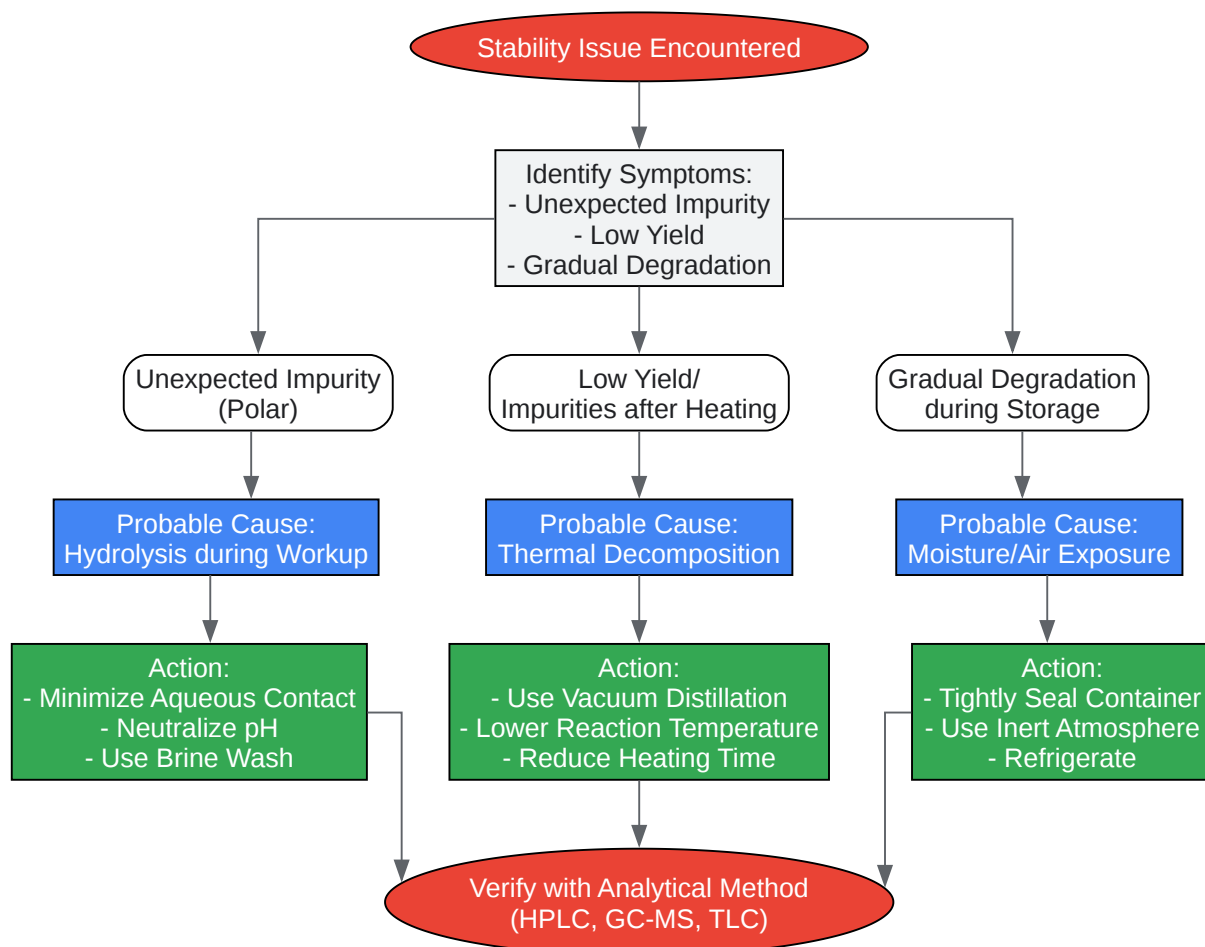 Stability Issue Encountered
Identify Symptoms:
- Unexpected Impurity
- Low Yield
- Gradual Degradation
Unexpected Impurity
(Polar)
Low Yield/
Impurities after Heating
Gradual Degradation
during Storage
Probable Cause:
Hydrolysis during Workup
Probable Cause:
Thermal Decomposition
Probable Cause:
Moisture/Air Exposure
Action:
- Minimize Aqueous Contact
- Neutralize pH
- Use Brine Wash
Action:
- Use Vacuum Distillation
- Lower Reaction Temperature
- Reduce Heating Time
Action:
- Tightly Seal Container
- Use Inert Atmosphere
- Refrigerate
Verify with Analytical Method
(HPLC, GC-MS, TLC)